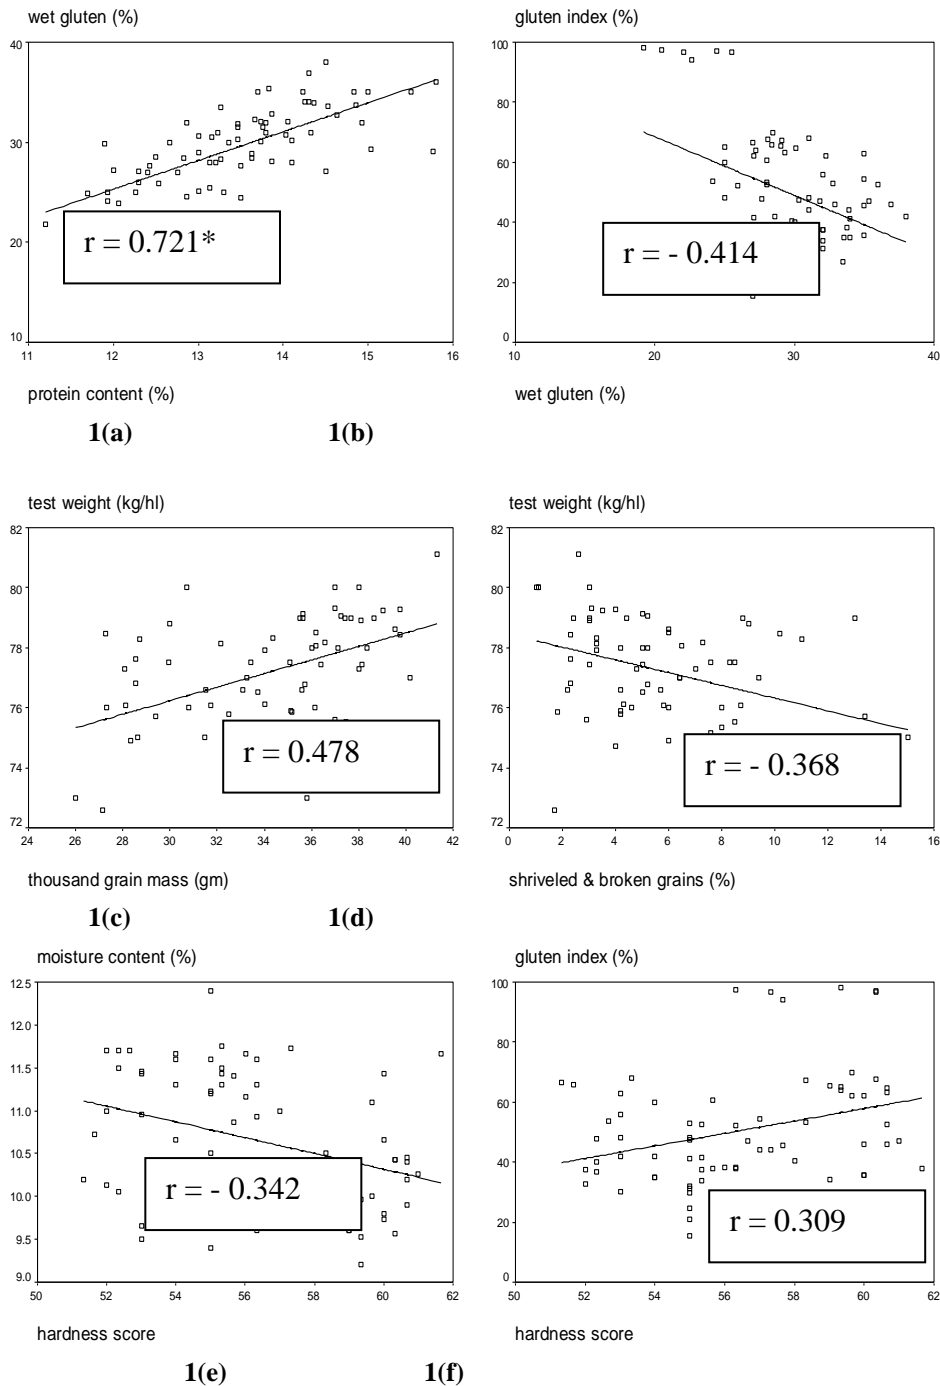 wet gluten (%)
40
30
20
10
11 12 13 14 15 16
protein content (%)
r = 0.721*
gluten index (%)
100
80
60
40
20
0
10 20 30 40
wet gluten (%)
r = - 0.414
1(a) 1(b)
test weight (kg/hl)
82
80
78
76
74
72
24 26 28 30 32 34 36 38 40 42
thousand grain mass (gm)
r = 0.478
test weight (kg/hl)
82
80
78
76
74
72
0 2 4 6 8 10 12 14 16
shriveled & broken grains (%)
r = - 0.368
1(c) 1(d)
moisture content (%)
12.5
12.0
11.5
11.0
10.5
10.0
9.5
9.0
50 52 54 56 58 60 62
hardness score
r = - 0.342
gluten index (%)
100
80
60
40
20
0
50 52 54 56 58 60 62
hardness score
r = 0.309
1(e) 1(f)